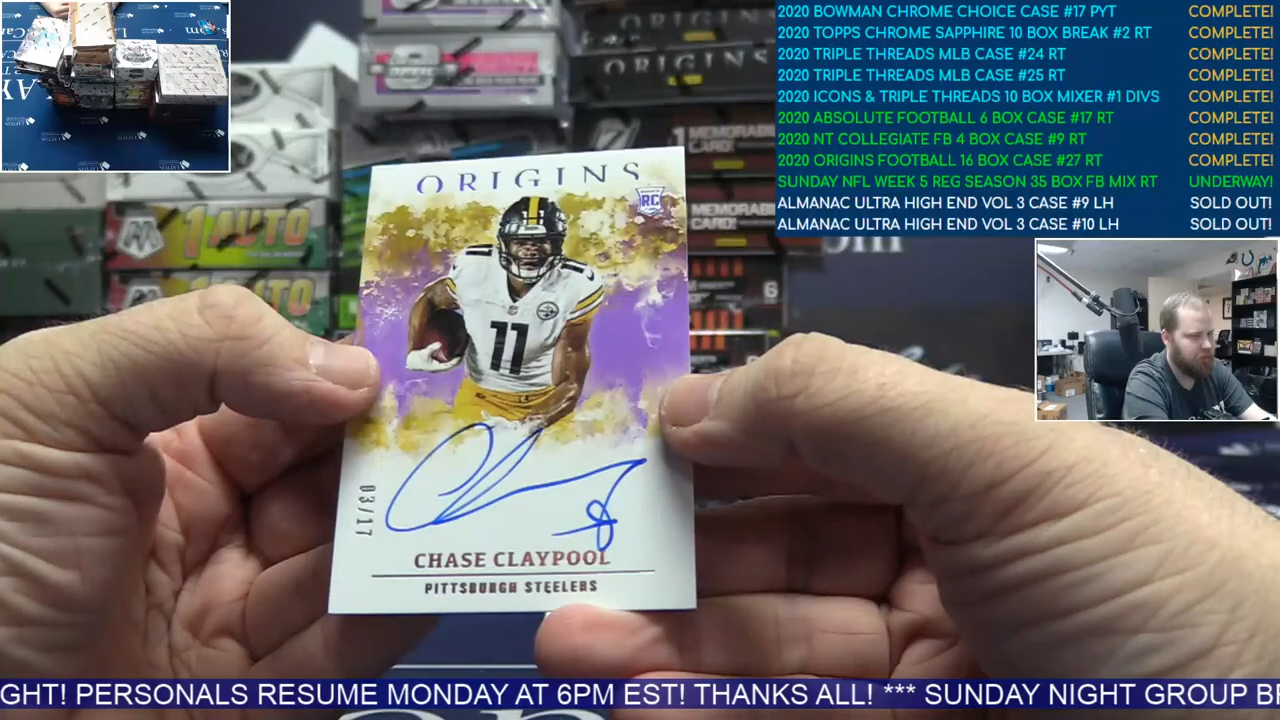 2020 BOWMAN CHROME CHOICE CASE #17 PYT COMPLETE!
2020 TOPPS CHROME SAPPHIRE 10 BOX BREAK #2 RT COMPLETE!
2020 TRIPLE THREADS MLB CASE #24 RT COMPLETE!
2020 TRIPLE THREADS MLB CASE #25 RT COMPLETE!
2020 ICONS & TRIPLE THREADS 10 BOX MIXER #1 DIVS COMPLETE!
2020 ABSOLUTE FOOTBALL 6 BOX CASE #17 RT COMPLETE!
2020 NT COLLEGIATE FB 4 BOX CASE #9 RT COMPLETE!
2020 ORIGINS FOOTBALL 16 BOX CASE #27 RT COMPLETE!
SUNDAY NFL WEEK 5 REG SEASON 35 BOX FB MIX RT UNDERWAY!
ALMANAC ULTRA HIGH END VOL 3 CASE #9 LH SOLD OUT!
ALMANAC ULTRA HIGH END VOL 3 CASE #10 LH SOLD OUT!
ORIGINS
1 MEMORABILIA
CARD!
ORIGINS
RC
1 AUTO
11
11
03/17
CHASE CLAYPOOL
PITTSBURGH STEELERS
GHT! PERSONALS RESUME MONDAY AT 6PM EST! THANKS ALL! *** SUNDAY NIGHT GROUP BR